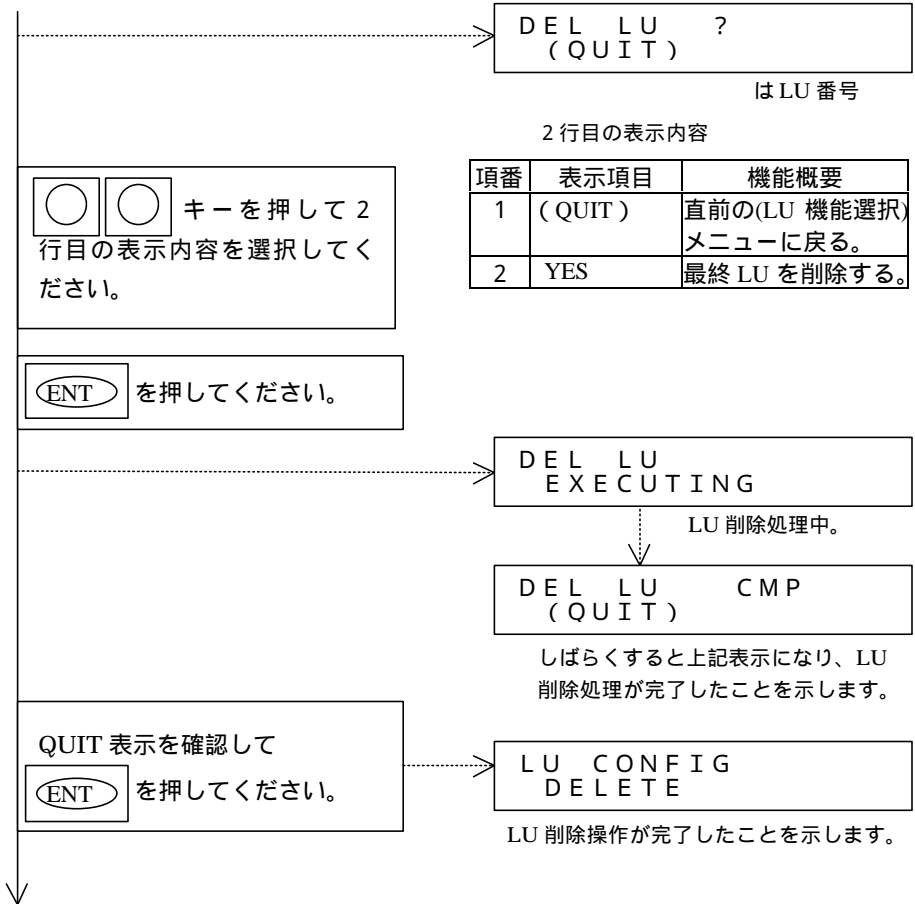 DEL LU ?
(QUIT)
は LU 番号
2 行目の表示内容
項番 表示項目 機能概要
1 (QUIT) 直前の(LU 機能選択)
メニューに戻る。
2 YES 最終 LU を削除する。
キーを押して 2
行目の表示内容を選択してく
ださい。
ENT を押してください。
DEL LU
EXECUTING
LU 削除処理中。
DEL LU CMP
(QUIT)
しばらくすると上記表示になり、LU
削除処理が完了したことを示します。
QUIT 表示を確認して
ENT を押してください。
LU CONFIG
DELETE
LU 削除操作が完了したことを示します。